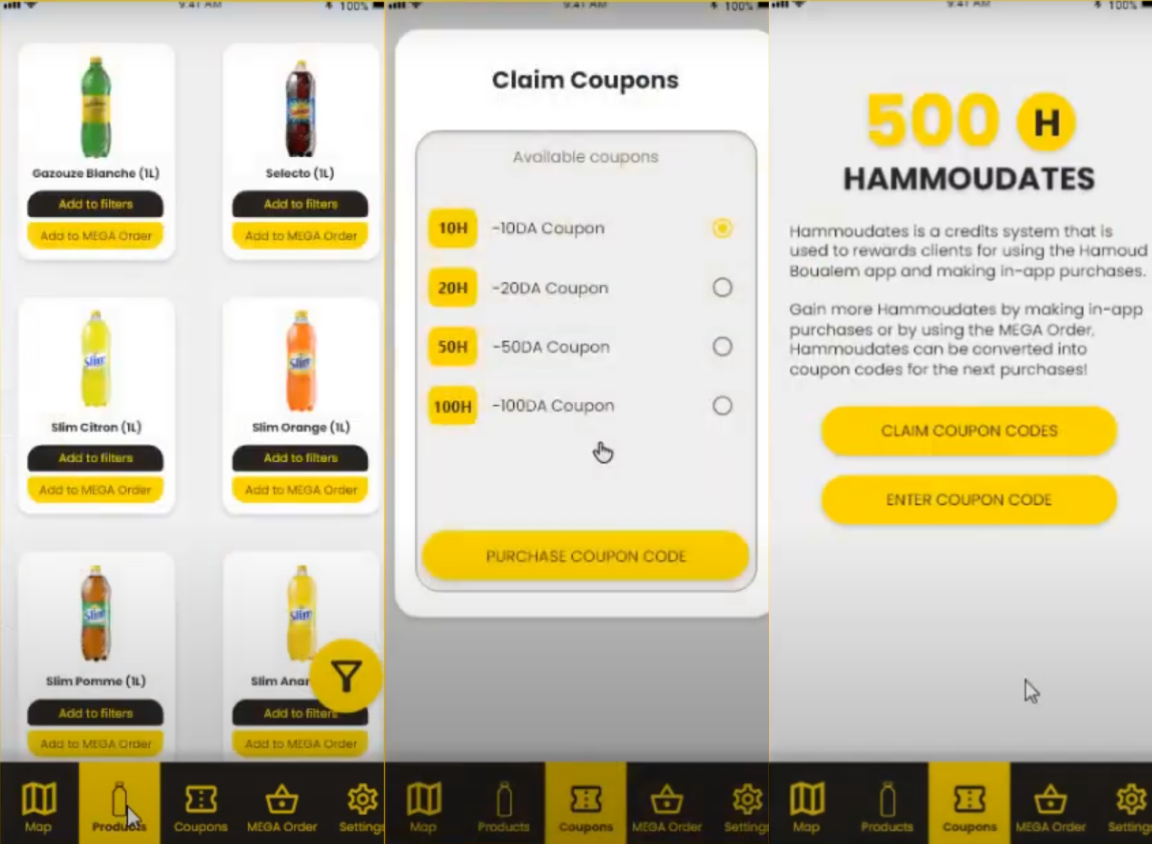 9:41 AM
100%
Gazouze Blanche (1L)
Add to filters
Add to MEGA Order
Selecto (1L)
Add to filters
Add to MEGA Order
Slim
Slim Citron (1L)
Add to filters
Add to MEGA Order
Slim
Slim Orange (1L)
Add to filters
Add to MEGA Order
Slim
Slim Pomme (1L)
Add to filters
Add to MEGA Order
Slim
Slim Anan
Add to filters
Add to MEGA Order
Map
Products
Coupons
MEGA Order
Settings
9:41 AM
100%
Claim Coupons
Available coupons
10H -10DA Coupon
20H -20DA Coupon
50H -50DA Coupon
100H -100DA Coupon
PURCHASE COUPON CODE
Map
Products
Coupons
MEGA Order
Settings
9:41 AM
100%
500 H
HAMMOUDATES
Hammoudates is a credits system that is
used to rewards clients for using the Hamoud
Boualem app and making in-app purchases.
Gain more Hammoudates by making in-app
purchases or by using the MEGA Order,
Hammoudates can be converted into
coupon codes for the next purchases!
CLAIM COUPON CODES
ENTER COUPON CODE
Map
Products
Coupons
MEGA Order
Settings